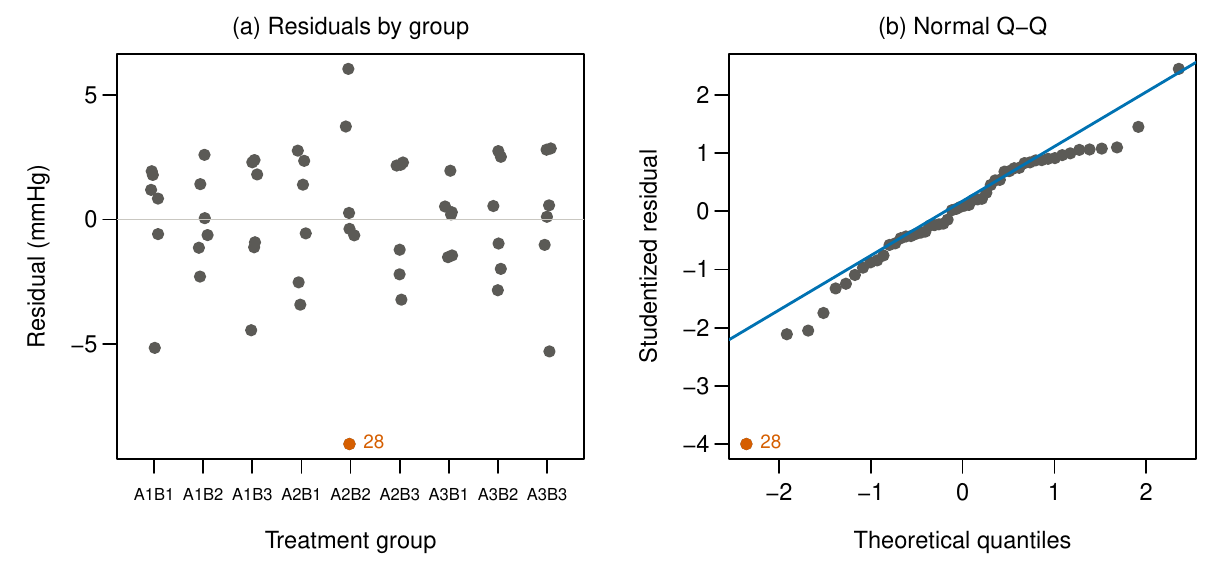 (a) Residuals by group
Residual (mmHg)
5
0
−5
28
A1B1 A1B2 A1B3 A2B1 A2B2 A2B3 A3B1 A3B2 A3B3
Treatment group
(b) Normal Q−Q
Studentized residual
2
1
0
−1
−2
−3
−4
28
−2 −1 0 1 2
Theoretical quantiles